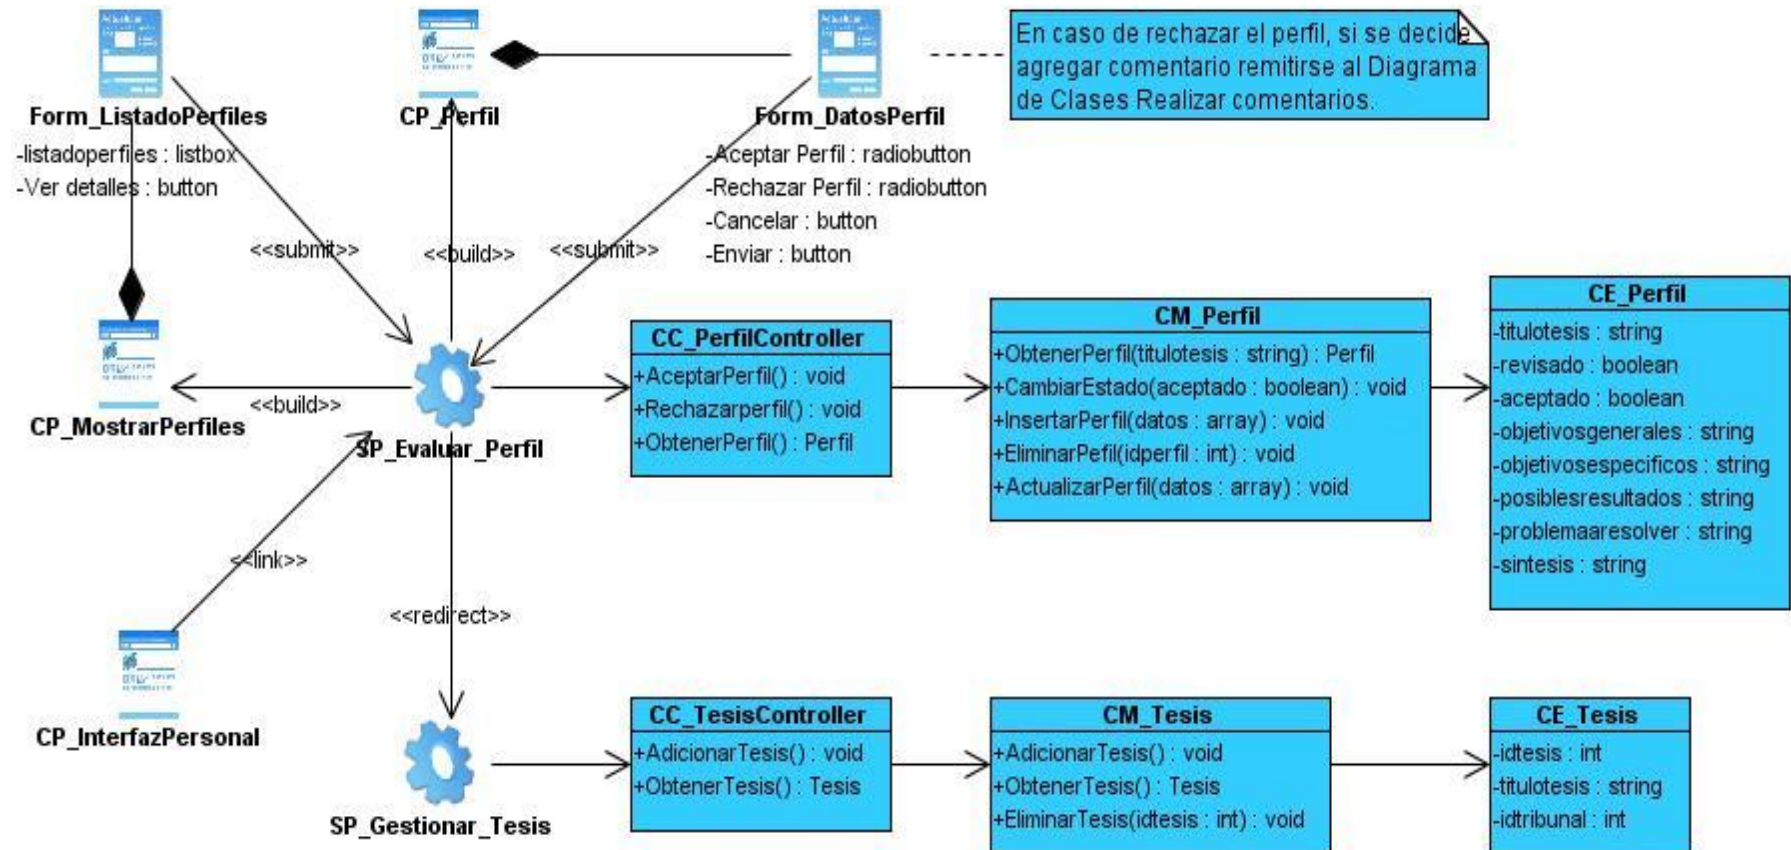 En caso de rechazar el perfil, si se decide
agregar comentario remitirse al Diagrama
de Clases Realizar comentarios.
Form_ListadoPerfiles
-listadoperfiles : listbox
-Ver detalles : button
CP_Perfil
Form_DatosPerfil
-Aceptar Perfil : radiobutton
-Rechazar Perfil : radiobutton
-Cancelar : button
-Enviar : button
<<submit>>
<<build>>
<<submit>>
CP_MostrarPerfiles
<<build>>
SP_Evaluar_Perfil
CC_PerfilController
+AceptarPerfil() : void
+Rechazarperfil() : void
+ObtenerPerfil() : Perfil
CM_Perfil
+ObtenerPerfil(titulotesis : string) : Perfil
+CambiarEstado(aceptado : boolean) : void
+InsertarPerfil(datos : array) : void
+EliminarPefil(idperfil : int) : void
+ActualizarPerfil(datos : array) : void
CE_Perfil
-titulotesis : string
-revisado : boolean
-aceptado : boolean
-objetivosgenerales : string
-objetivosespecificos : string
-posiblesresultados : string
-problemaaresolver : string
-sintesis : string
<<link>>
<<redirect>>
CP_InterfazPersonal
SP_Gestionar_Tesis
CC_TesisController
+AdicionarTesis() : void
+ObtenerTesis() : Tesis
CM_Tesis
+AdicionarTesis() : void
+ObtenerTesis() : Tesis
+EliminarTesis(idtesis : int) : void
CE_Tesis
-idtesis : int
-titulotesis : string
-idtribunal : int